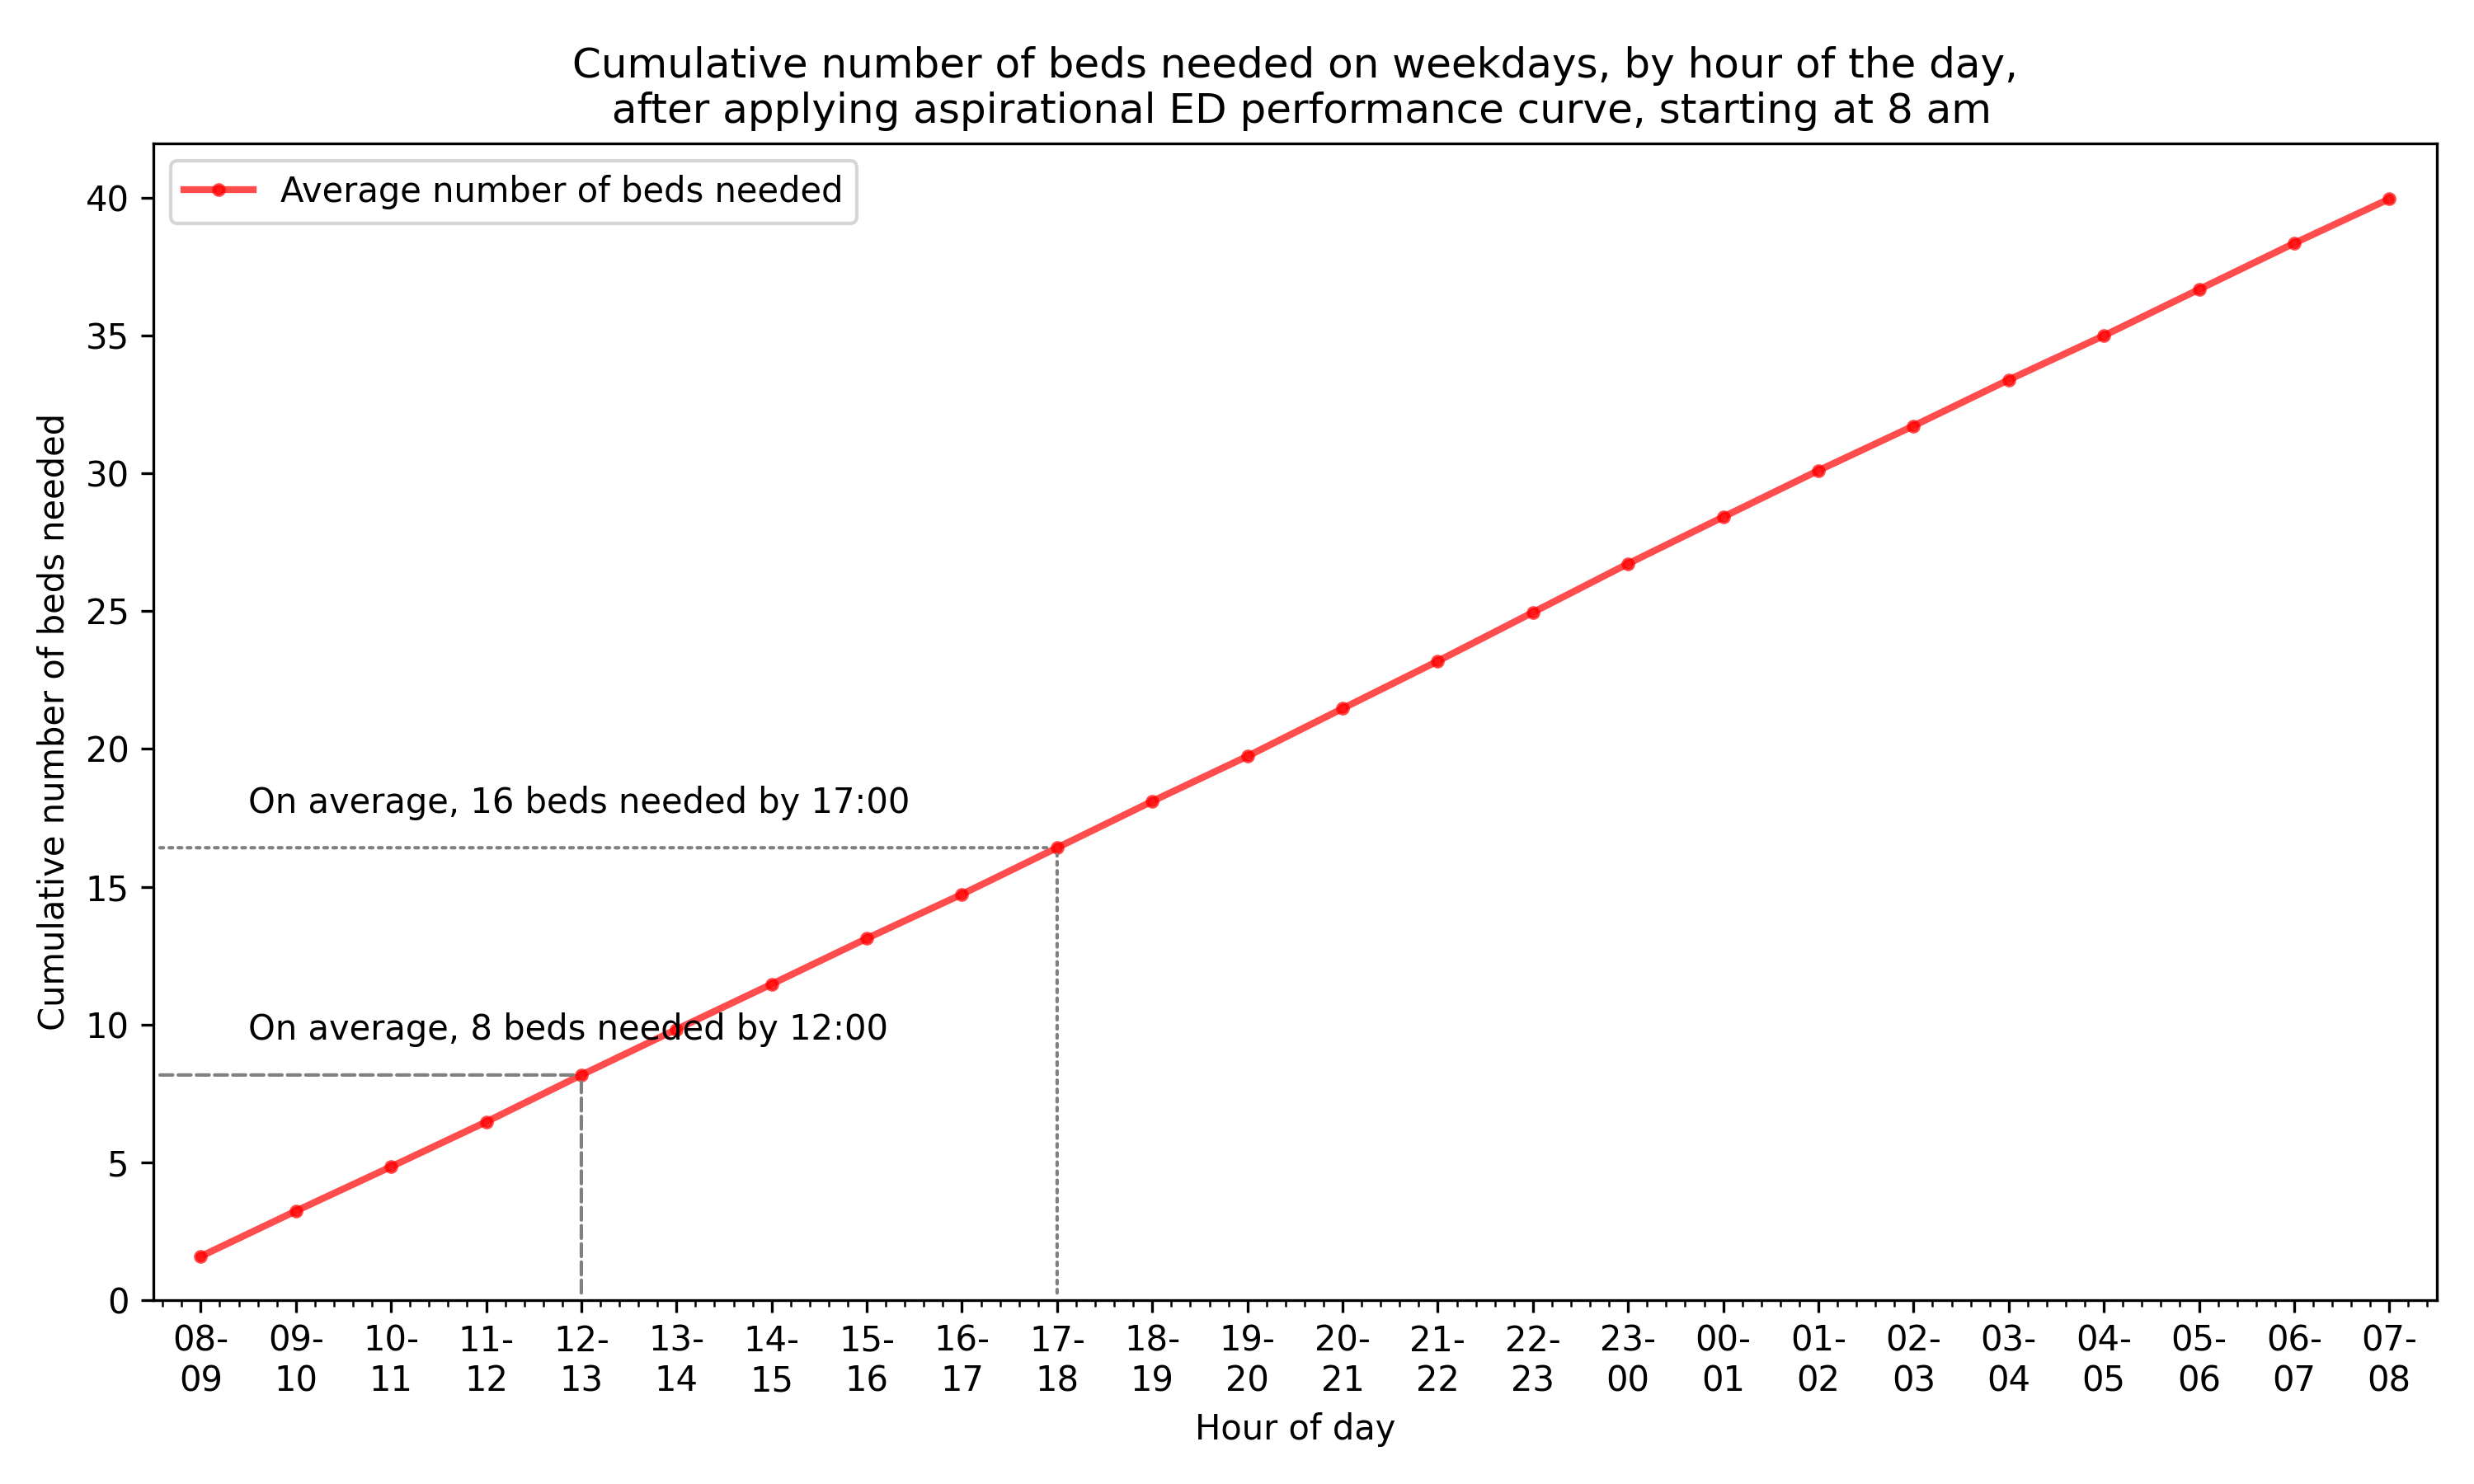 Cumulative number of beds needed on weekdays, by hour of the day,
after applying aspirational ED performance curve, starting at 8 am
Average number of beds needed
Cumulative number of beds needed
40
35
30
25
20
15
10
5
0
On average, 16 beds needed by 17:00
On average, 8 beds needed by 12:00
08- 09- 10- 11- 12- 13- 14- 15- 16- 17- 18- 19- 20- 21- 22- 23- 00- 01- 02- 03- 04- 05- 06- 07-
09 10 11 12 13 14 15 16 17 18 19 20 21 22 23 00 01 02 03 04 05 06 07 08
Hour of day